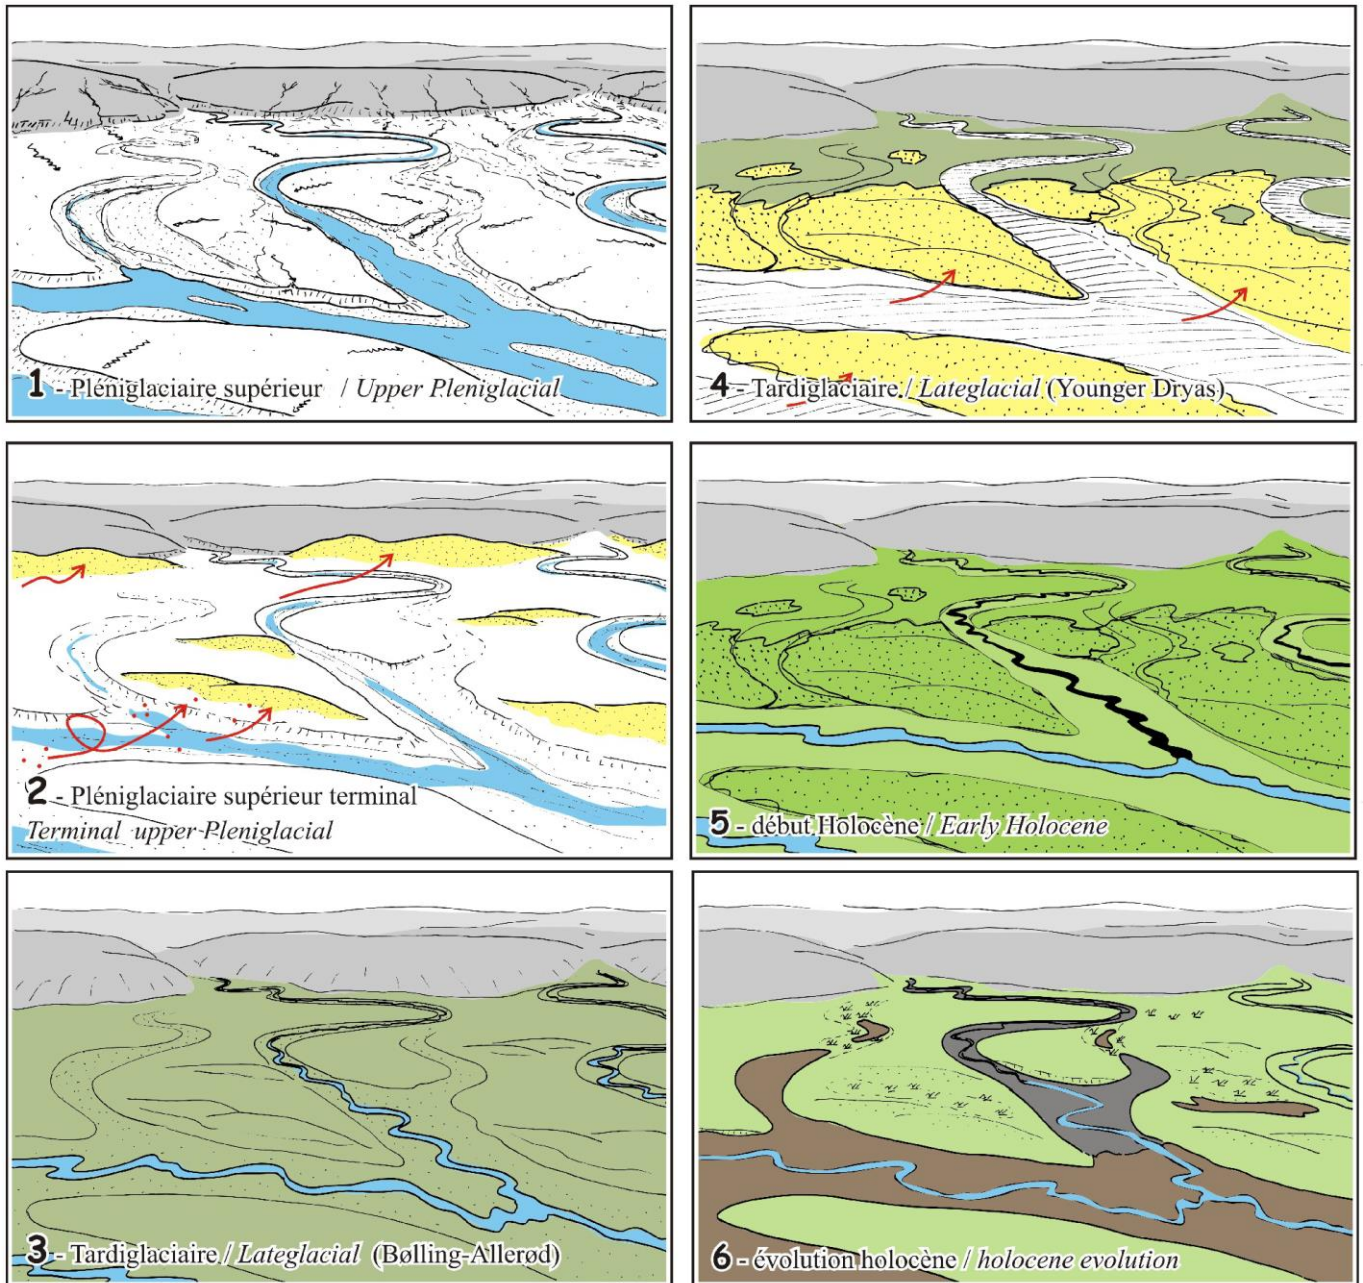 1 - Pléniglaciaire supérieur / Upper Pleniglacial
2 - Pléniglaciaire supérieur terminal
Terminal upper Pleniglacial
3 - Tardiglaciaire / Lateglacial (Bølling-Allerød)
4 - Tardiglaciaire / Lateglacial (Younger Dryas)
5 - début Holocène / Early Holocene
6 - évolution holocène / holocene evolution